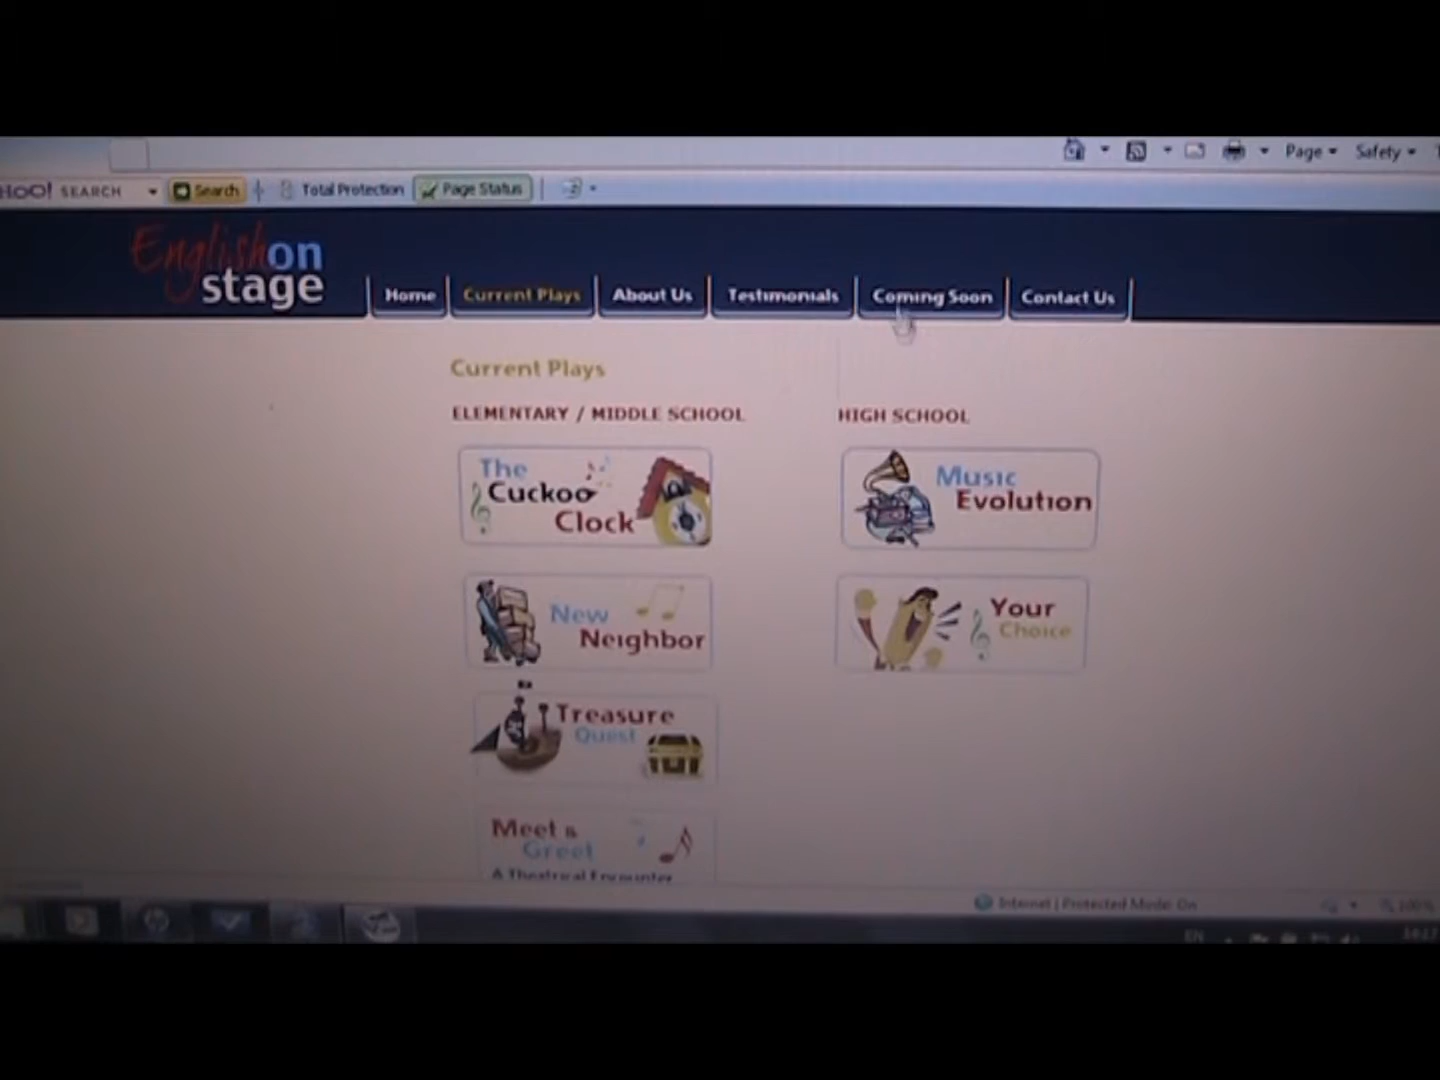 Page
Safety
HOO! SEARCH
Search
Total Protection
Page Status
English on
stage
Home
Current Plays
About Us
Testimonials
Coming Soon
Contact Us
Current Plays
ELEMENTARY / MIDDLE SCHOOL
HIGH SCHOOL
The
Cuckoo
Clock
Music
Evolution
New
Neighbor
Your
Choice
Treasure
Quest
Meet &
Greet
A Theatrical Encounter
Internet | Protected Mode: On
100%
EN